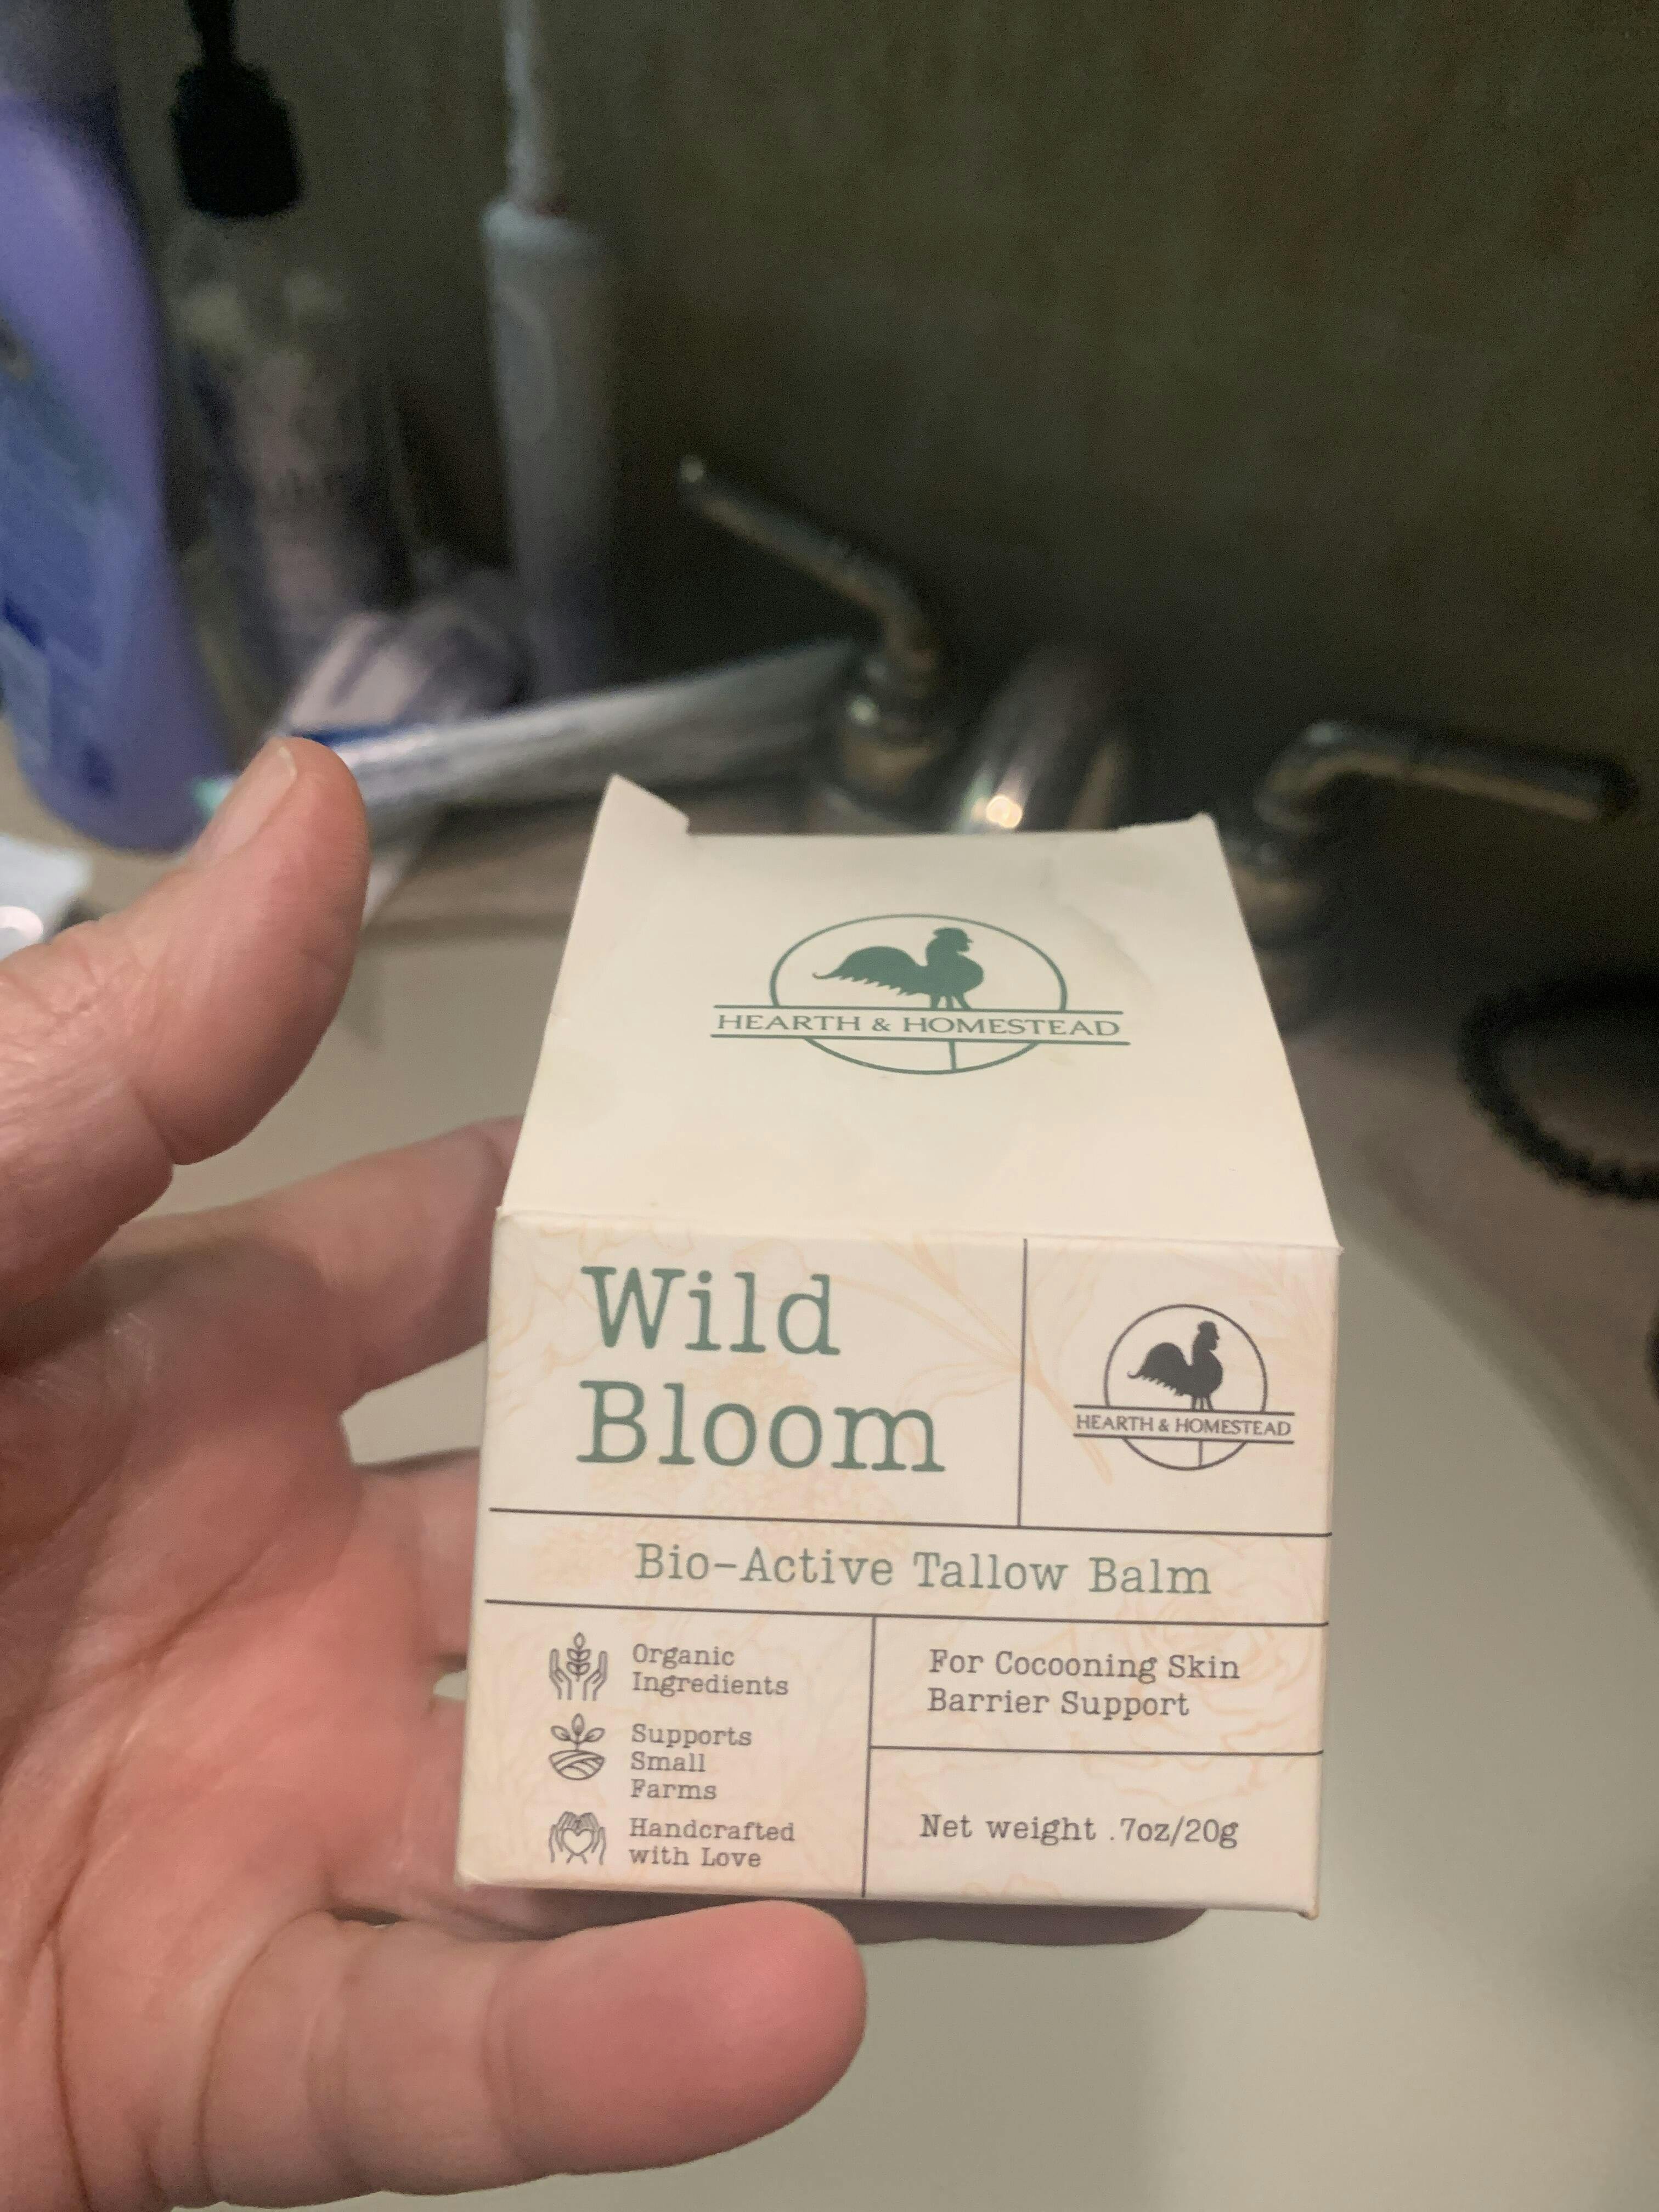 HEARTH & HOMESTEAD
Wild
Bloom
HEARTH & HOMESTEAD
Bio-Active Tallow Balm
Organic
Ingredients
Supports
Small
Farms
Handcrafted
with Love
For Cocooning Skin
Barrier Support
Net weight .7oz/20g